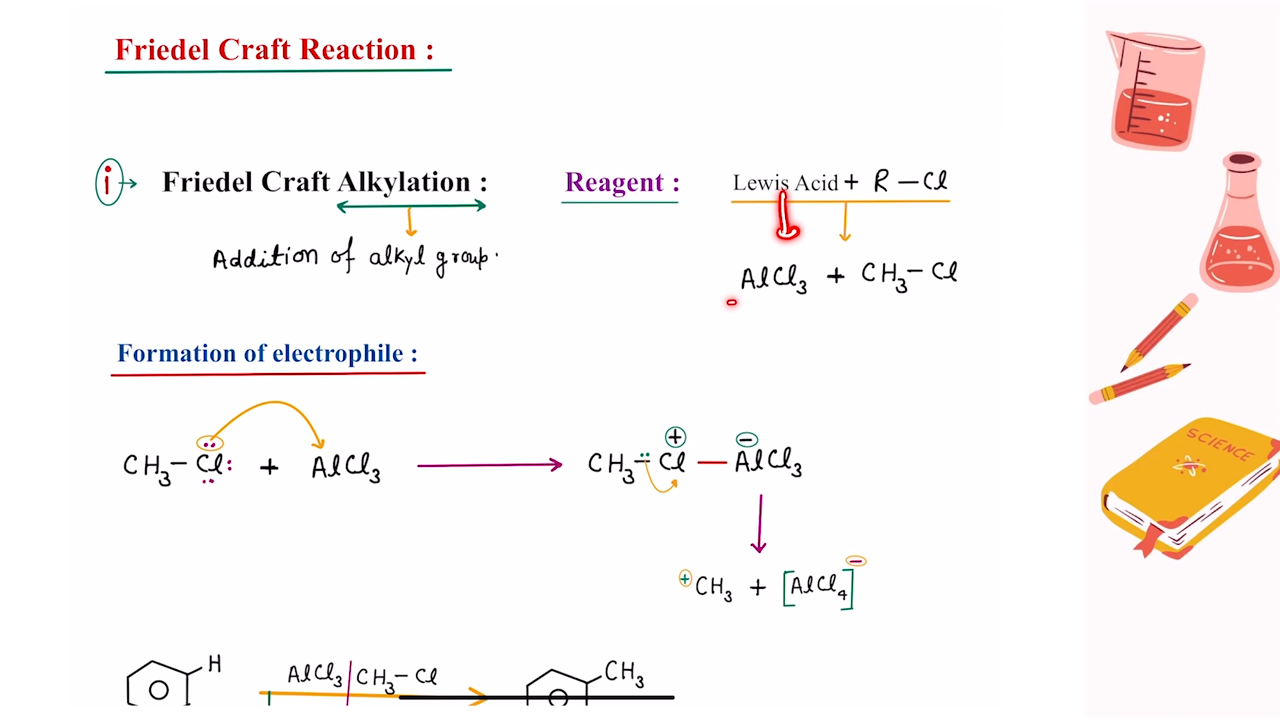 Friedel Craft Reaction :
i → Friedel Craft Alkylation :
Addition of alkyl group.
Reagent :
Lewis Acid + R – Cl
AlCl₃ + CH₃– Cl
Formation of electrophile :
CH₃– Cl + AlCl₃ → CH₃– Cl⁺ – AlCl₃⁻
⁺CH₃ + [AlCl₄]⁻
H
AlCl₃ | CH₃– Cl
CH₃
SCIENCE